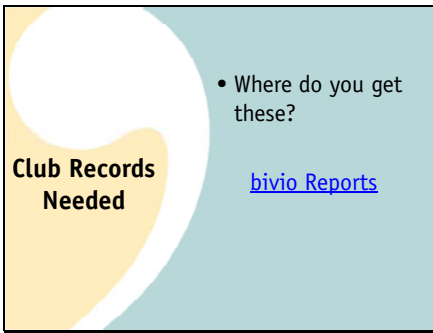 Club Records
Needed
• Where do you get
these?
bivio Reports